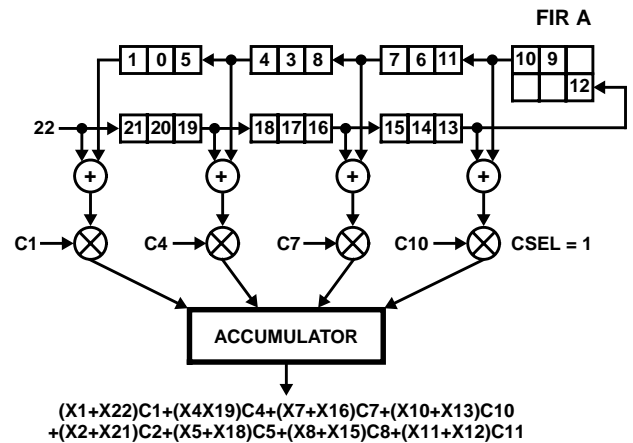 FIR A
1 0 5 4 3 8 7 6 11 10 9
12
22 21 20 19 18 17 16 15 14 13
+ + + +
C1 C4 C7 C10 CSEL = 1
ACCUMULATOR
(X1+X22)C1+(X4X19)C4+(X7+X16)C7+(X10+X13)C10
+(X2+X21)C2+(X5+X18)C5+(X8+X15)C8+(X11+X12)C11